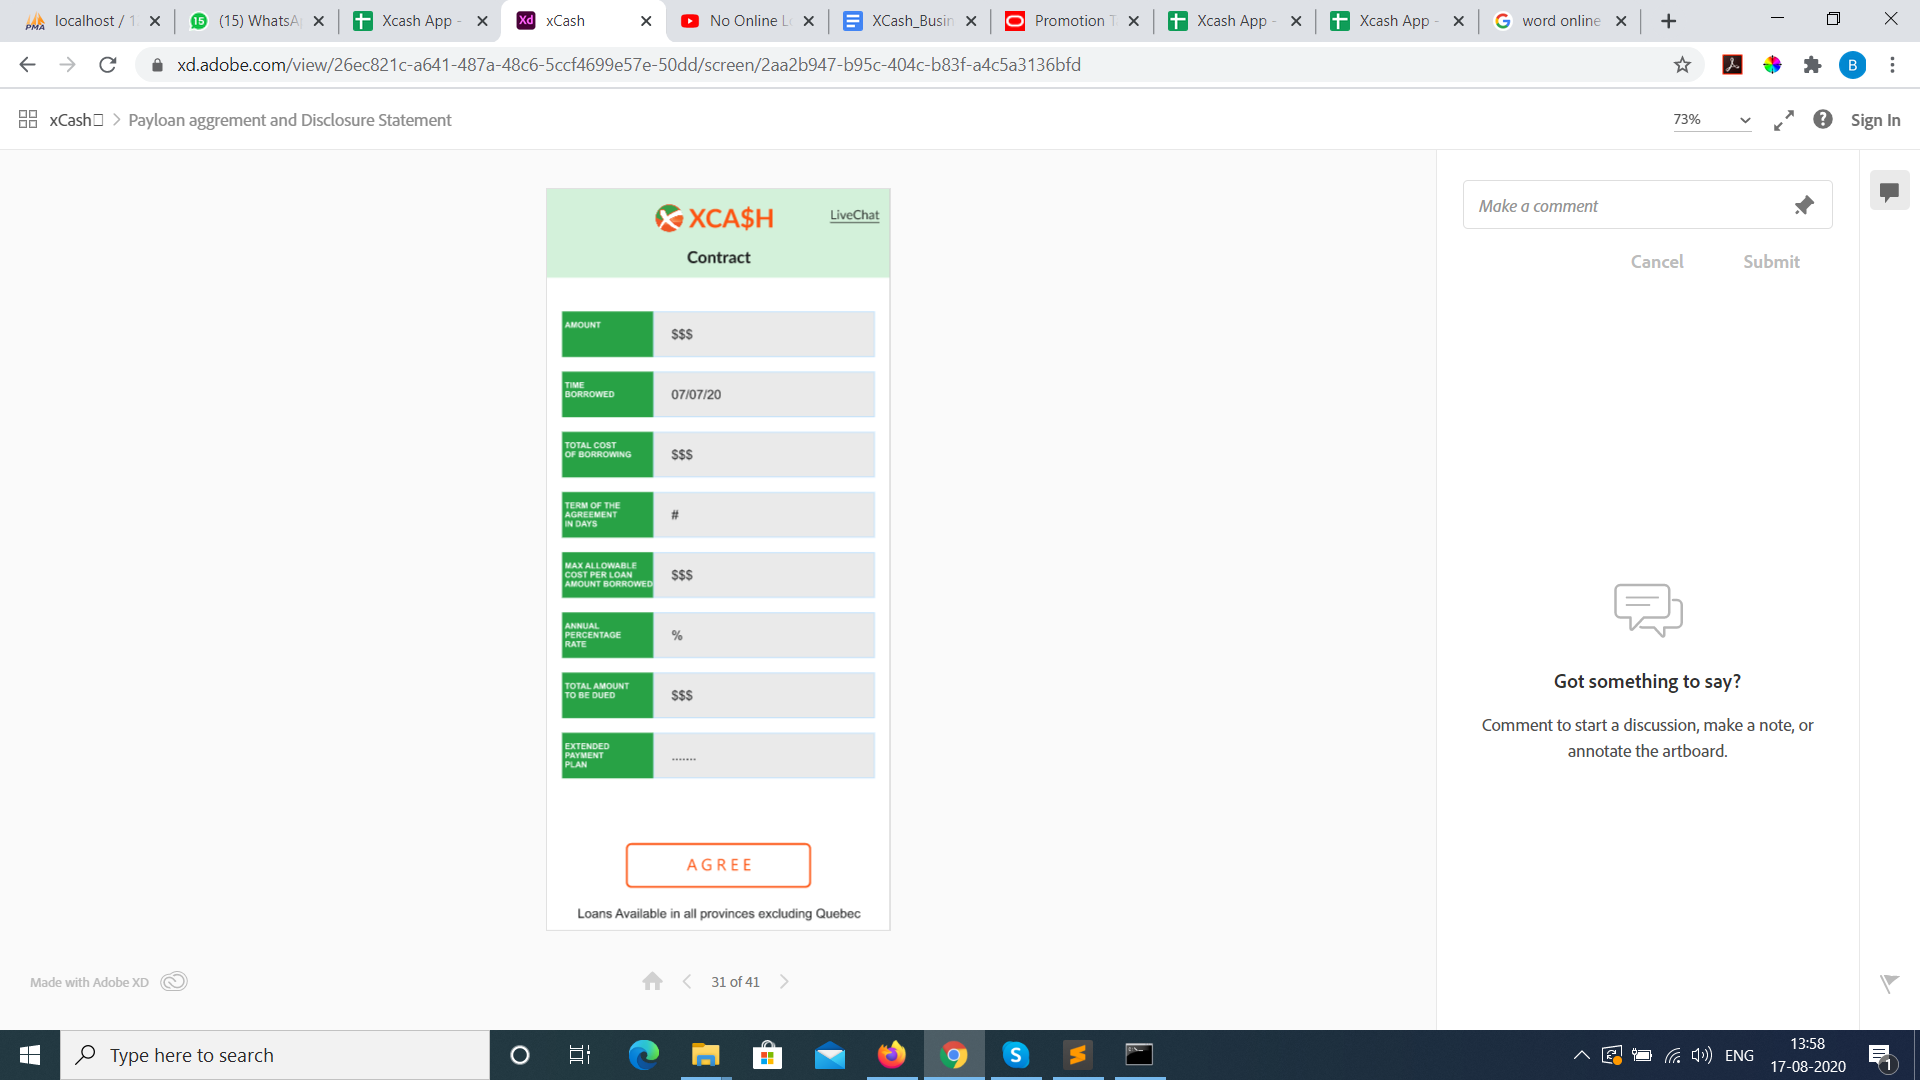 localhost / 1
(15) WhatsA
Xcash App -
xCash
No Online L
XCash_Busin
Promotion T
Xcash App -
Xcash App -
word online
xd.adobe.com/view/26ec821c-a641-487a-48c6-5ccf4699e57e-50dd/screen/2aa2b947-b95c-404c-b83f-a4c5a3136bfd
B
xCash > Payloan aggrement and Disclosure Statement
73%
Sign In
XCA$H
LiveChat
Contract
AMOUNT
$$$
TIME
BORROWED
07/07/20
TOTAL COST
OF BORROWING
$$$
TERM OF THE
AGREEMENT
IN DAYS
#
MAX ALLOWABLE
COST PER LOAN
AMOUNT BORROWED
$$$
ANNUAL
PERCENTAGE
RATE
%
TOTAL AMOUNT
TO BE DUED
$$$
EXTENDED
PAYMENT
PLAN
.......
AGREE
Loans Available in all provinces excluding Quebec
Make a comment
Cancel
Submit
Got something to say?
Comment to start a discussion, make a note, or
annotate the artboard.
Made with Adobe XD
31 of 41
Type here to search
ENG
13:58
17-08-2020
1